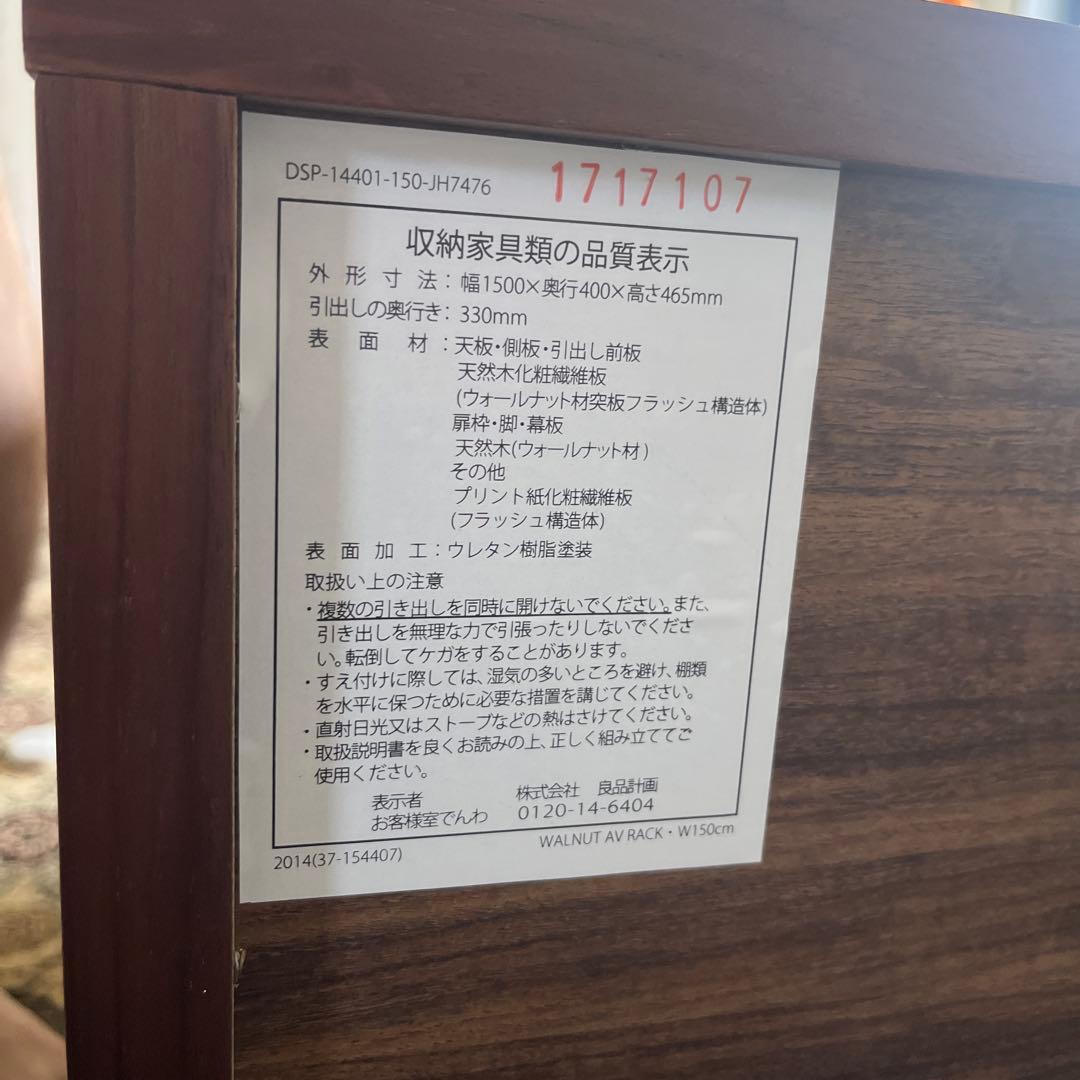 DSP-14401-150-JH7476 1717107
収納家具類の品質表示
外形寸法：幅1500×奥行400×高さ465mm
引出しの奥行き：330mm
表面材：天板・側板・引出し前板
天然木化粧繊維板
(ウォールナット材突板フラッシュ構造体)
扉枠・脚・幕板
天然木(ウォールナット材)
その他
プリント紙化粧繊維板
(フラッシュ構造体)
表面加工：ウレタン樹脂塗装
取扱い上の注意
・複数の引き出しを同時に開けないでください。また、
引き出しを無理な力で引張ったりしないでくださ
い。転倒してケガをすることがあります。
・すえ付けに際しては、湿気の多いところを避け、棚類
を水平に保つために必要な措置を講じてください。
・直射日光又はストーブなどの熱はさけてください。
・取扱説明書を良くお読みの上、正しく組み立ててご
使用ください。
表示者 株式会社 良品計画
お客様室でんわ 0120-14-6404
2014(37-154407) WALNUT AV RACK・W150cm